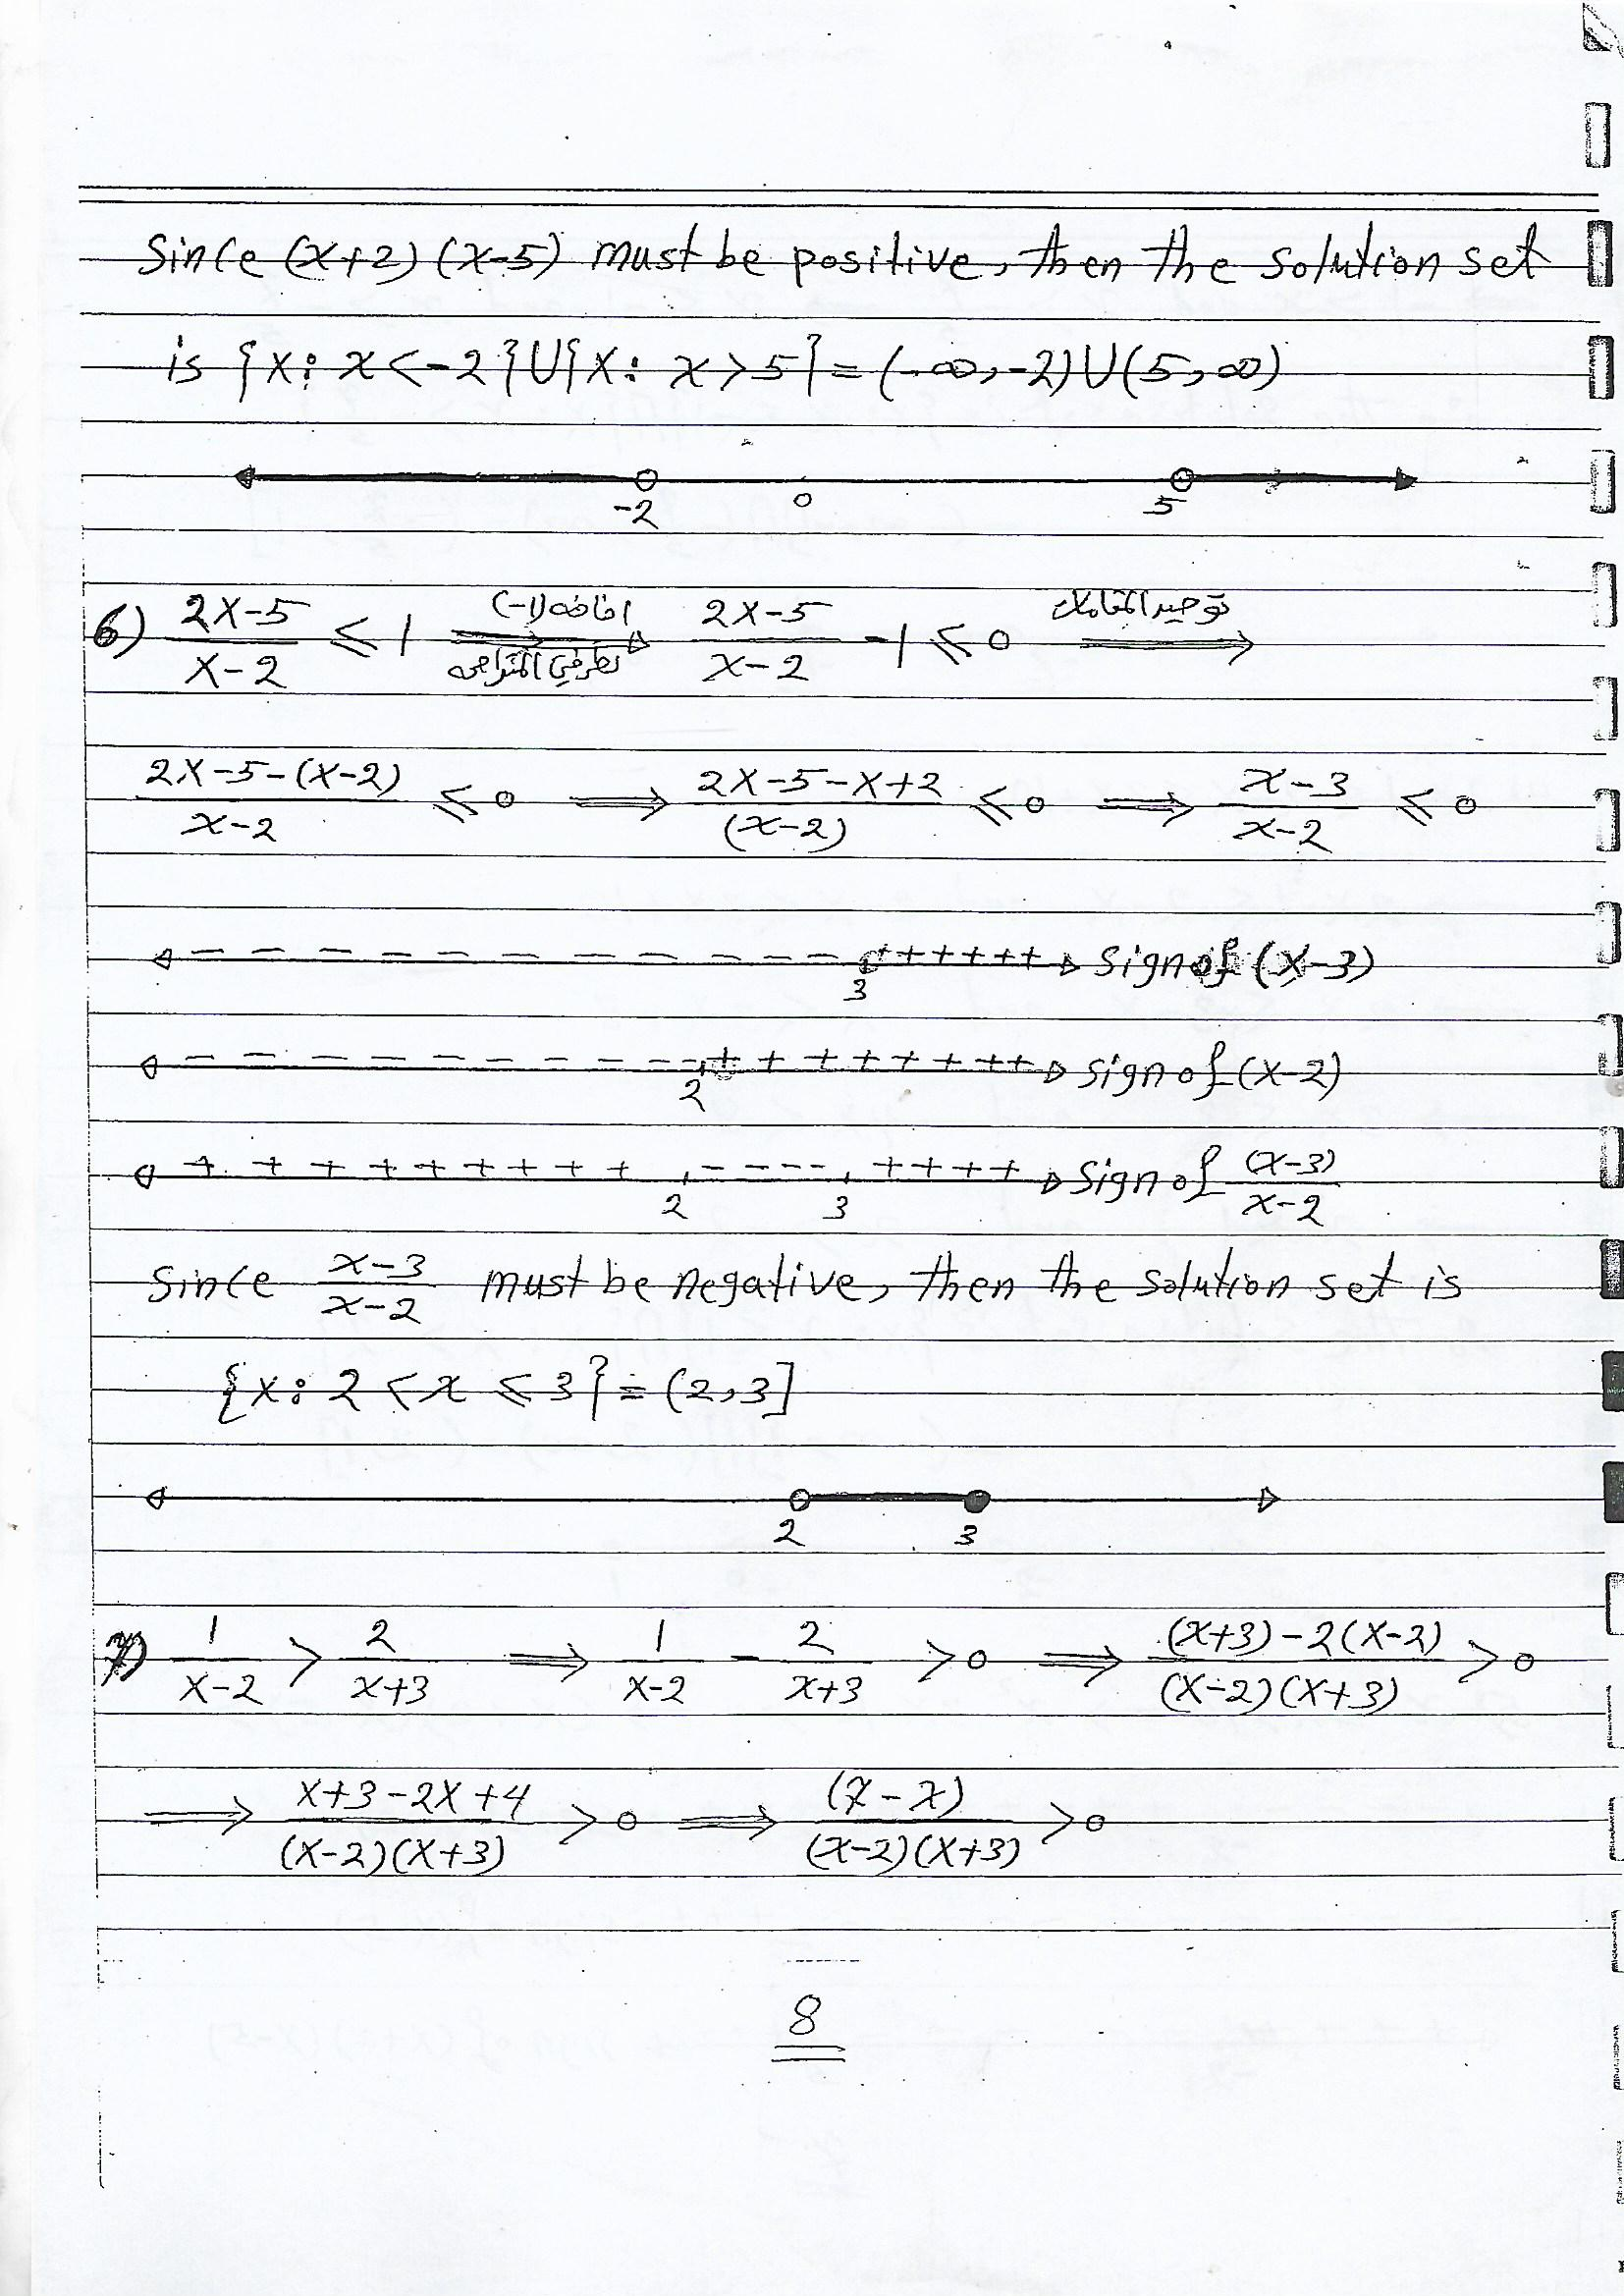 Since (x+2)(x-5) must be positive, then the solution set
is {x: x<-2}U{x: x>5} = (-∞,-2)U(5,∞)
-2 0 5
6) (2x-5)/(x-2) ≤ 1 ⟹ اضافة (-1) لطرفي المتراجحة (2x-5)/(x-2) -1 ≤ 0 ⟹ توحيد المقامات
(2x-5-(x-2))/(x-2) ≤ 0 ⟹ (2x-5-x+2)/(x-2) ≤ 0 ⟹ (x-3)/(x-2) ≤ 0
- - - - - - - - - - - - + + + + + + Sign of (x-3)
3
- - - - - - - - - - + + + + + + + + Sign of (x-2)
2
+ + + + + + + + + - - - - + + + + Sign of (x-3)/(x-2)
2 3
Since (x-3)/(x-2) must be negative, then the solution set is
{x: 2 < x ≤ 3} = (2,3]
2 3
7) 1/(x-2) > 2/(x+3) ⟹ 1/(x-2) - 2/(x+3) > 0 ⟹ ((x+3)-2(x-2))/((x-2)(x+3)) > 0
⟹ (x+3-2x+4)/((x-2)(x+3)) > 0 ⟹ (7-x)/((x-2)(x+3)) > 0
8